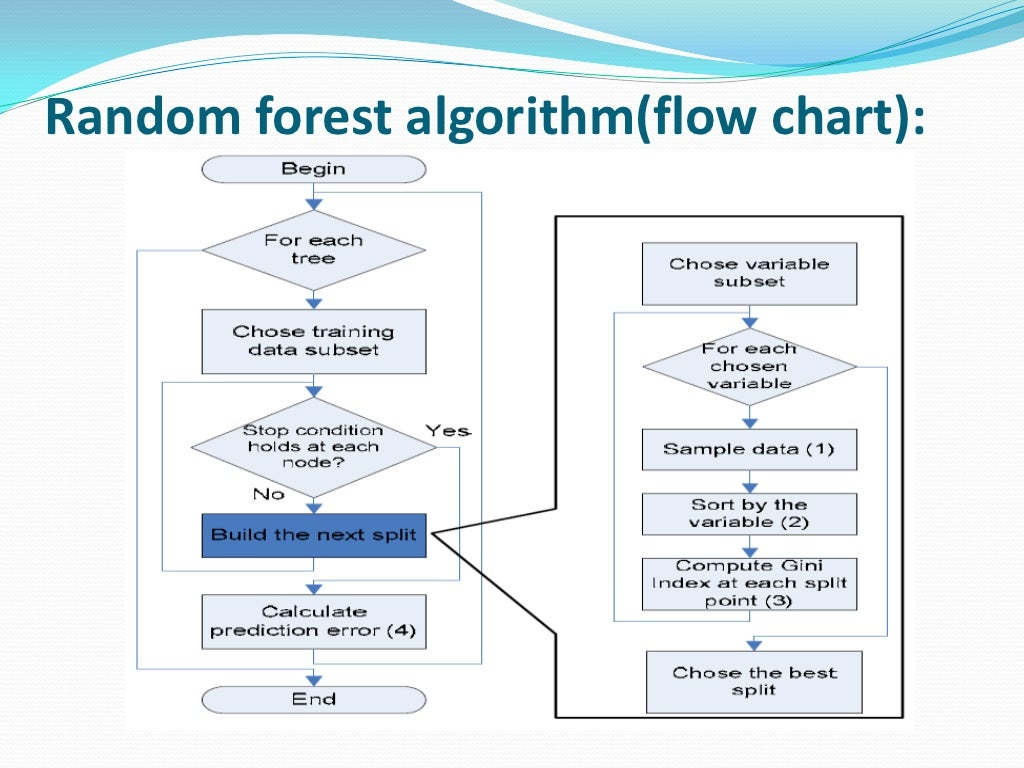 Random forest algorithm(flow chart):
Begin
For each
tree
Chose training
data subset
Stop condition
holds at each
node?
Yes
No
Build the next split
Calculate
prediction error (4)
End
Chose variable
subset
For each
chosen
variable
Sample data (1)
Sort by the
variable (2)
Compute Gini
Index at each split
point (3)
Chose the best
split